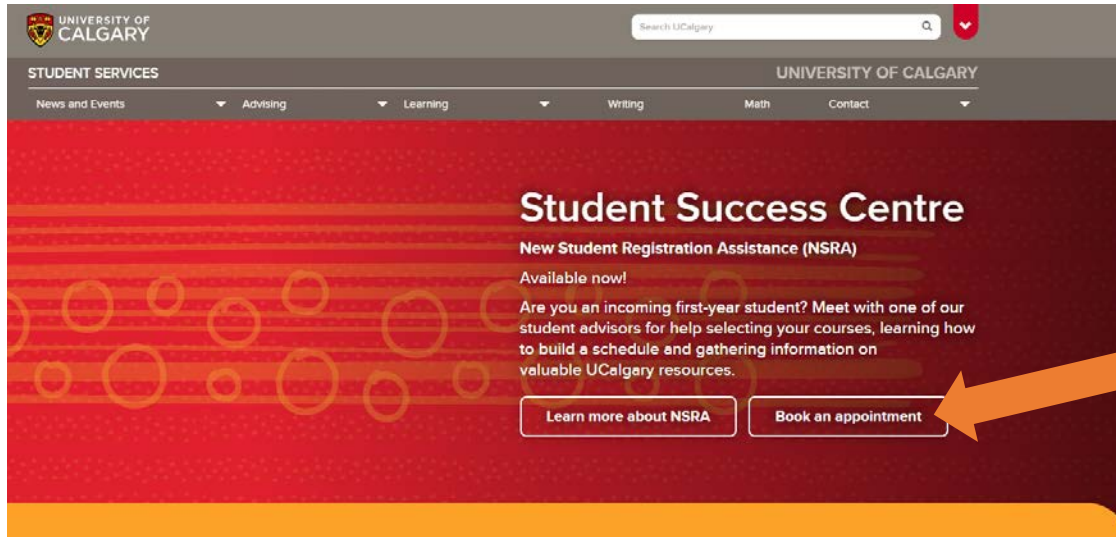 UNIVERSITY OF
CALGARY
Search UCalgary
STUDENT SERVICES
UNIVERSITY OF CALGARY
News and Events Advising Learning Writing Math Contact
Student Success Centre
New Student Registration Assistance (NSRA)
Available now!
Are you an incoming first-year student? Meet with one of our
student advisors for help selecting your courses, learning how
to build a schedule and gathering information on
valuable UCalgary resources.
Learn more about NSRA Book an appointment